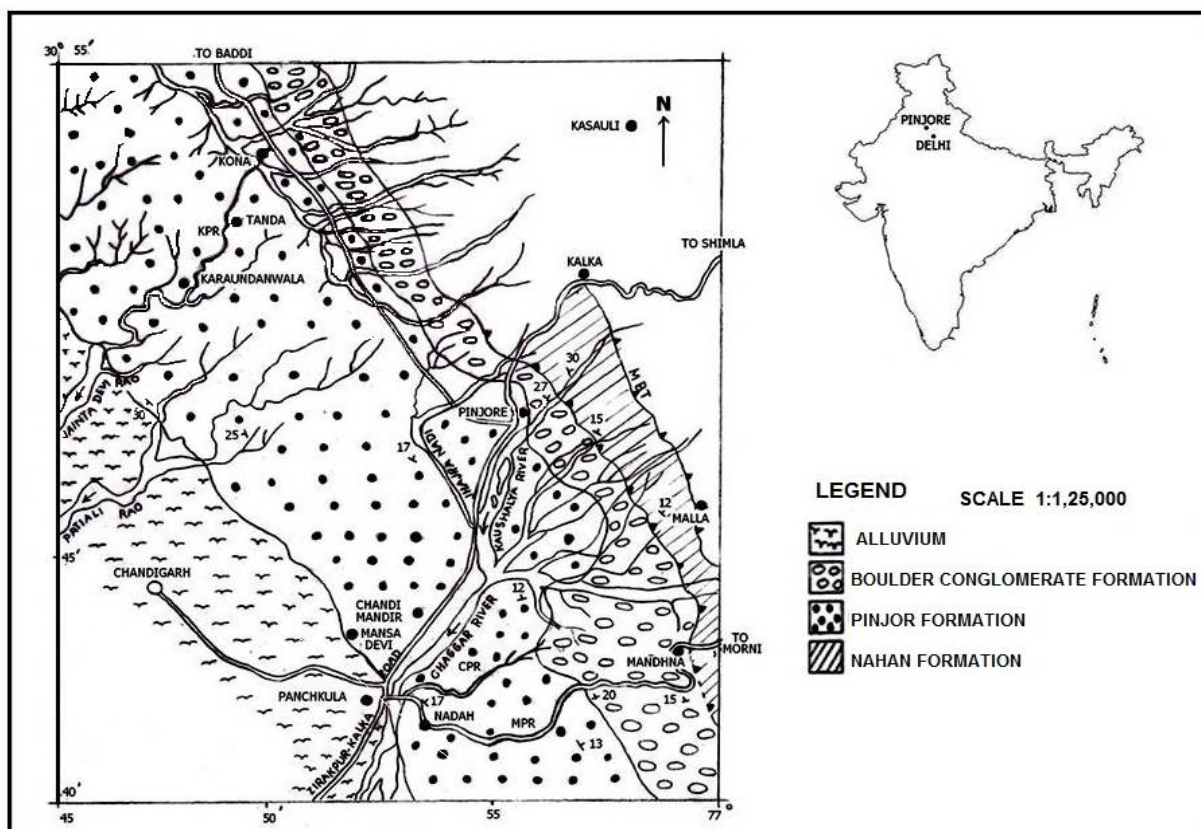 30° 55′
TO BADDI
N
KASAULI
KONA
TANDA
KPR
KARAUNDANWALA
TO SHIMLA
KALKA
JAINTA DEVI RAO
30
25
PATIALI RAO
17
JHAJRA NADI
PINJORE
27
30
15
MBT
KAUSHALYA RIVER
12
MALLA
45′
CHANDIGARH
CHANDI
MANDIR
MANSA
DEVI
12
GHAGGAR RIVER
CPR
TO
MORNI
MANDHNA
PANCHKULA
17
NADAH
MPR
20
15
13
ZIRAKPUR-KALKA ROAD
40
45
50
55
77°
PINJORE
DELHI
LEGEND
SCALE 1:1,25,000
ALLUVIUM
BOULDER CONGLOMERATE FORMATION
PINJOR FORMATION
NAHAN FORMATION